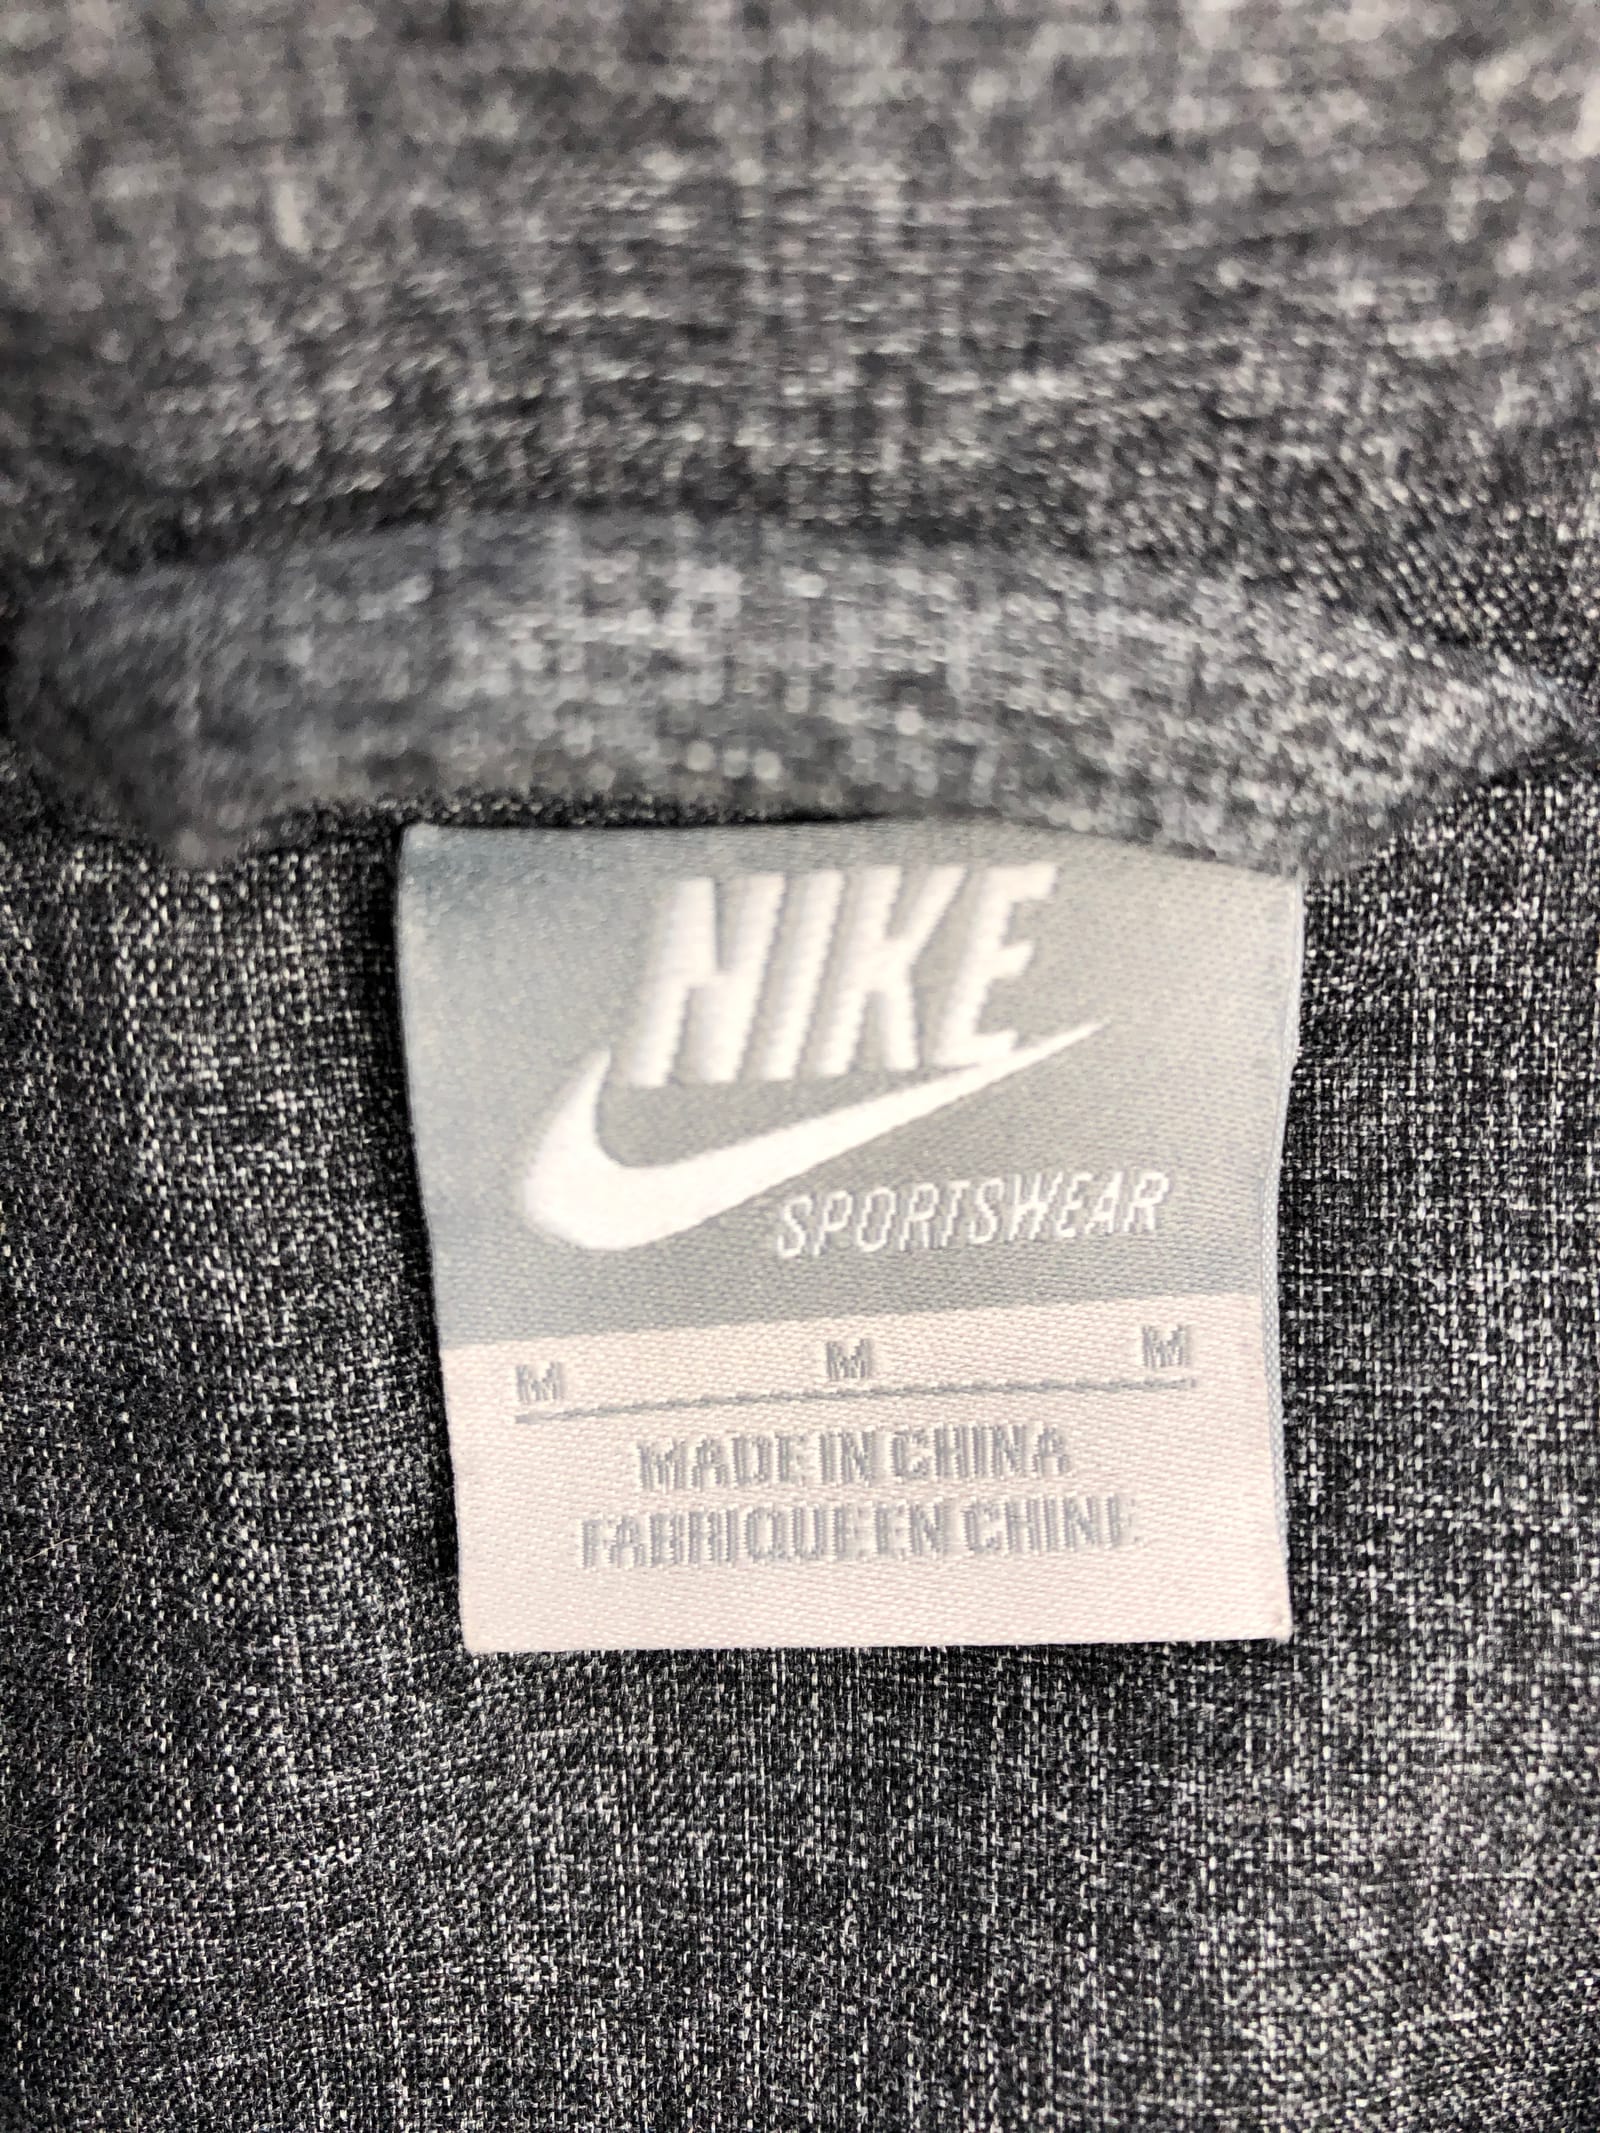 NIKE
SPORTSWEAR
M M M
MADE IN CHINA
FABRIQUE EN CHINE